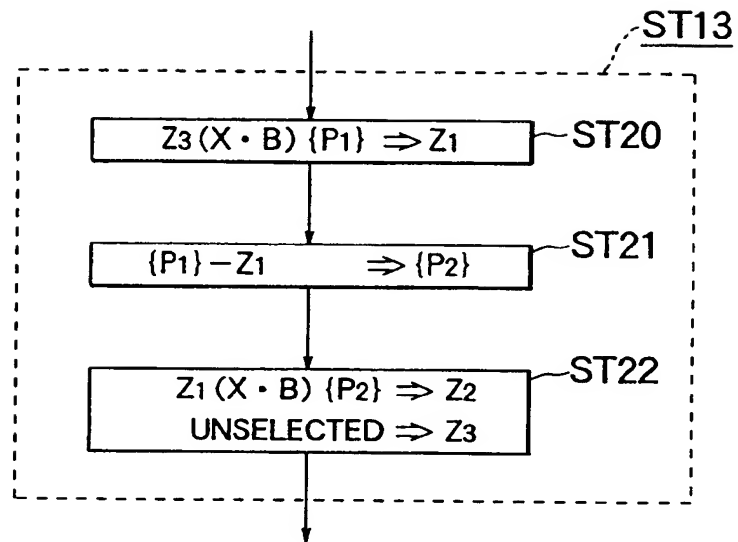 ST13
Z3 (X・B) {P1} ⇒ Z1
ST20
{P1} − Z1 ⇒ {P2}
ST21
Z1 (X・B) {P2} ⇒ Z2
UNSELECTED ⇒ Z3
ST22